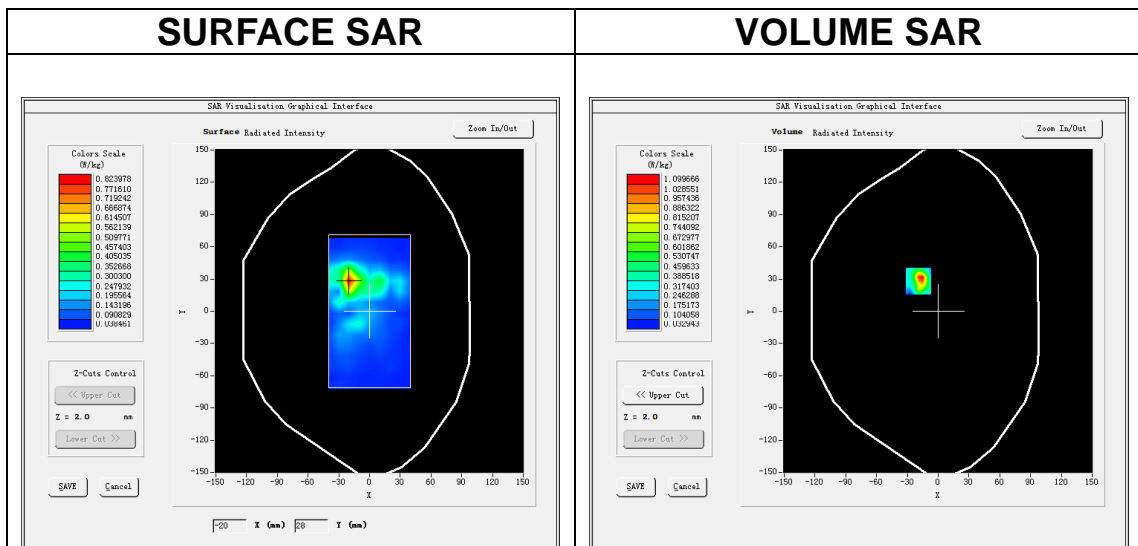 SURFACE SAR
VOLUME SAR
SAR Visualisation Graphical Interface
Surface Radiated Intensity
Zoom In/Out
Colors Scale
(W/kg)
0.823978
0.771610
0.719242
0.666874
0.614507
0.562139
0.509771
0.457403
0.405035
0.352668
0.300300
0.247932
0.195564
0.143196
0.090829
0.038461
Z-Cuts Control
<< Upper Cut
Z = 2.0 mm
Lower Cut >>
SAVE
Cancel
150
120
90
60
30
0
-30
-60
-90
-120
-150
Y
-150 -120 -90 -60 -30 0 30 60 90 120 150
X
-20 X (mm) 28 Y (mm)
SAR Visualisation Graphical Interface
Volume Radiated Intensity
Zoom In/Out
Colors Scale
(W/kg)
1.099666
1.028551
0.957436
0.886322
0.815207
0.744092
0.672977
0.601862
0.530747
0.459633
0.388518
0.317403
0.246288
0.175173
0.104058
0.032943
Z-Cuts Control
<< Upper Cut
Z = 2.0 mm
Lower Cut >>
SAVE
Cancel
150
120
90
60
30
0
-30
-60
-90
-120
-150
Y
-150 -120 -90 -60 -30 0 30 60 90 120 150
X